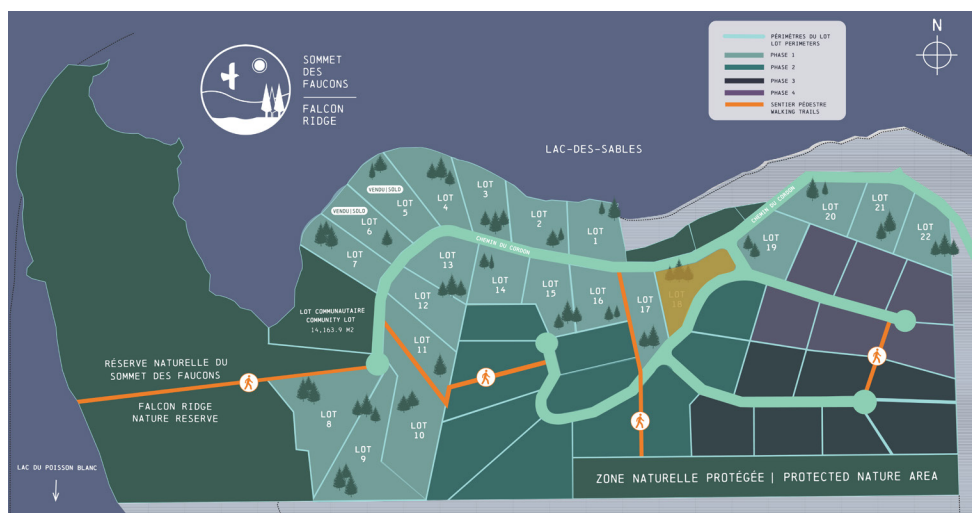 SOMMET
DES
FAUCONS
FALCON
RIDGE
PÉRIMÈTRES DU LOT
LOT PERIMETERS
PHASE 1
PHASE 2
PHASE 3
PHASE 4
SENTIER PÉDESTRE
WALKING TRAILS
N
LAC-DES-SABLES
LOT
1
LOT
2
LOT
3
LOT
4
VENDU|SOLD
LOT
5
VENDU|SOLD
LOT
6
LOT
7
LOT
8
LOT
9
LOT
10
LOT
11
LOT
12
LOT
13
LOT
14
LOT
15
LOT
16
LOT
17
LOT
18
LOT
19
LOT
20
LOT
21
LOT
22
CHEMIN DU CORDON
CHEMIN DU CORDON
LOT COMMUNAUTAIRE
COMMUNITY LOT
14,163.9 M2
RÉSERVE NATURELLE DU
SOMMET DES FAUCONS
FALCON RIDGE
NATURE RESERVE
LAC DU POISSON BLANC
ZONE NATURELLE PROTÉGÉE | PROTECTED NATURE AREA